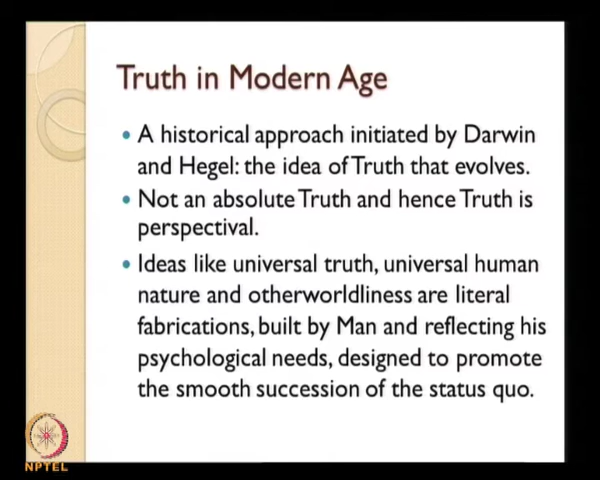 Truth in Modern Age
• A historical approach initiated by Darwin
and Hegel: the idea of Truth that evolves.
• Not an absolute Truth and hence Truth is
perspectival.
• Ideas like universal truth, universal human
nature and otherworldliness are literal
fabrications, built by Man and reflecting his
psychological needs, designed to promote
the smooth succession of the status quo.
NPTEL